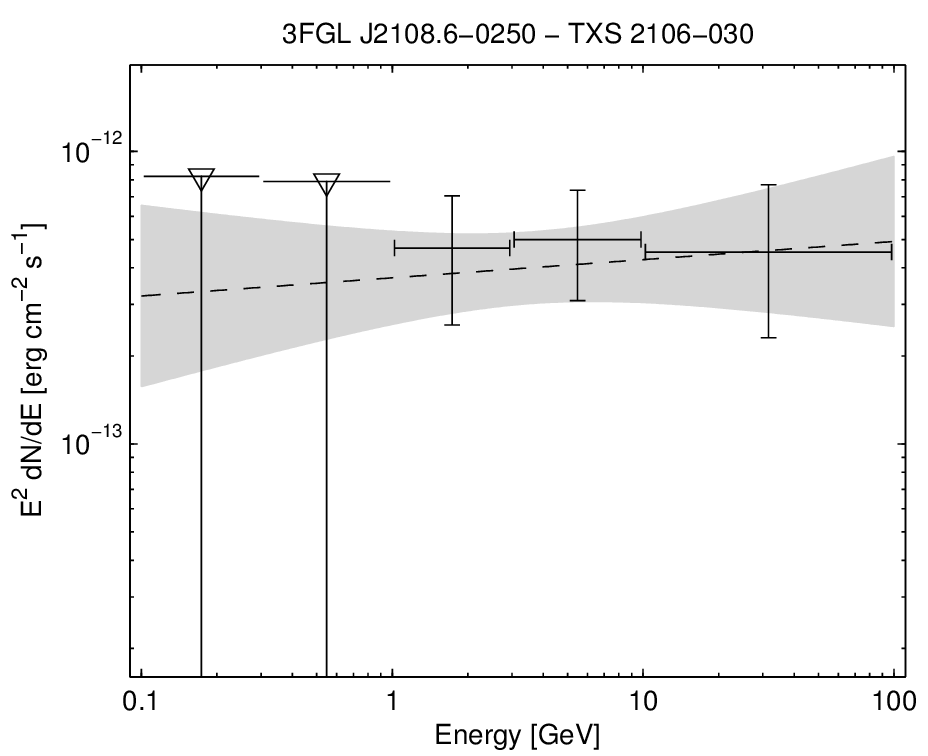 3FGL J2108.6−0250 − TXS 2106−030
E² dN/dE [erg cm⁻² s⁻¹]
10⁻¹²
10⁻¹³
0.1 1 10 100
Energy [GeV]